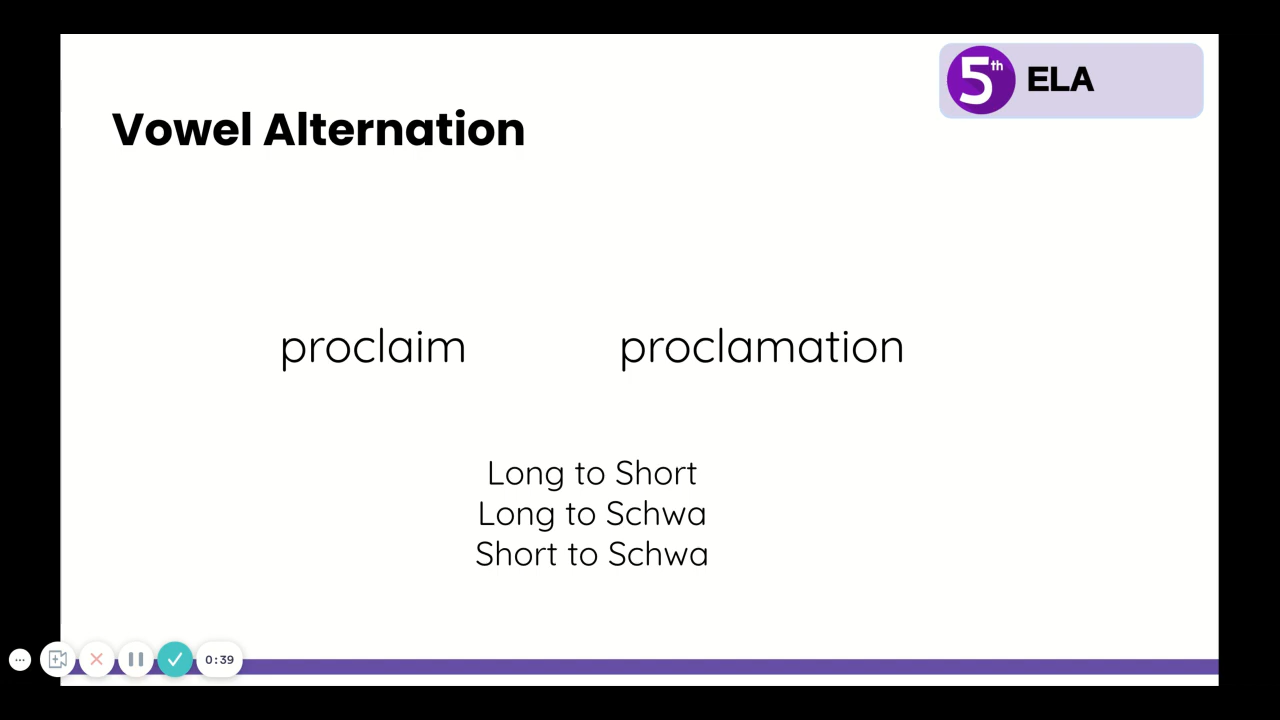 5th ELA
Vowel Alternation
proclaim proclamation
Long to Short
Long to Schwa
Short to Schwa
0:39